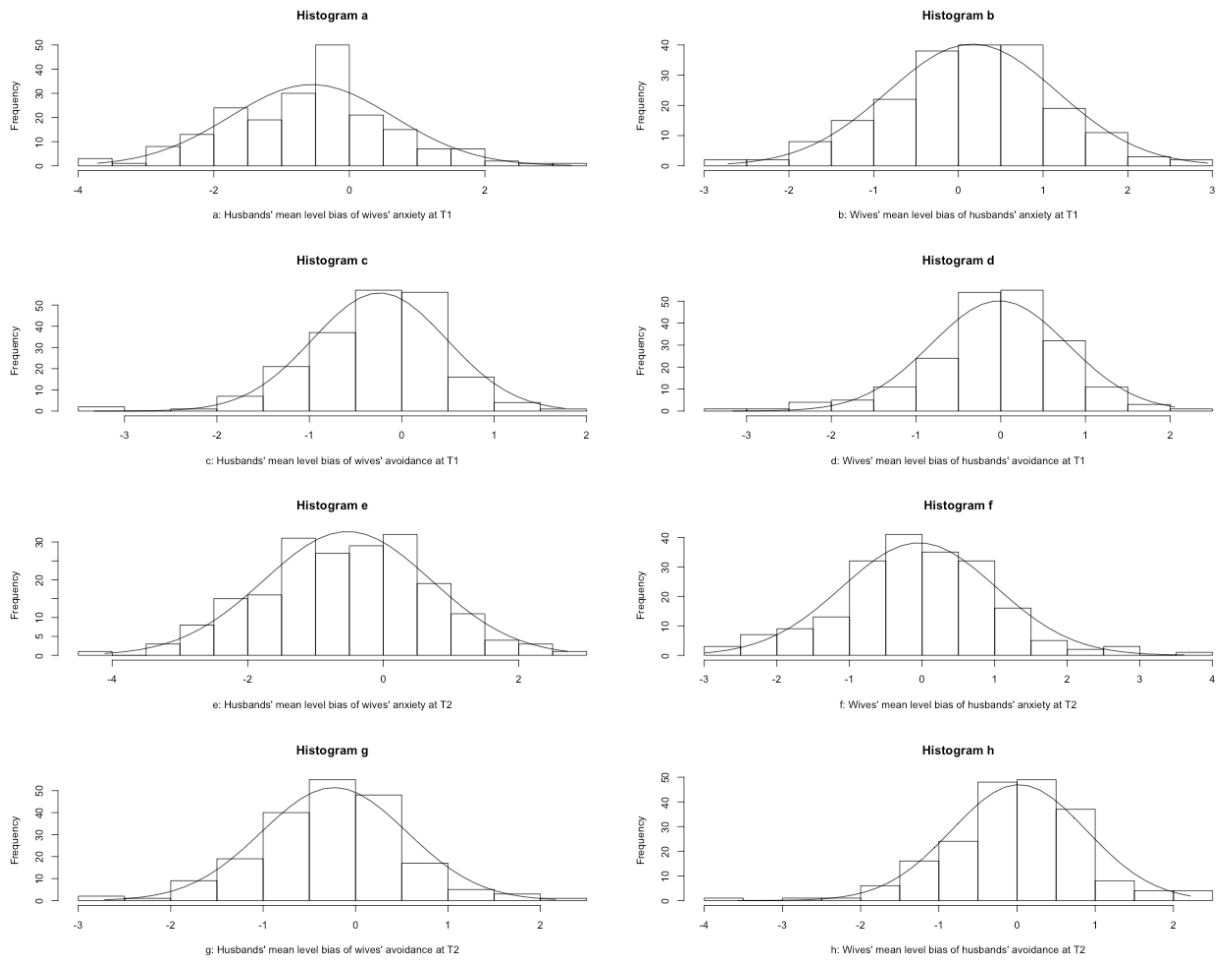 Histogram a
Frequency
0 10 20 30 40 50
-4 -2 0 2
a: Husbands' mean level bias of wives' anxiety at T1
Histogram b
Frequency
0 10 20 30 40
-3 -2 -1 0 1 2 3
b: Wives' mean level bias of husbands' anxiety at T1
Histogram c
Frequency
0 10 20 30 40 50
-3 -2 -1 0 1 2
c: Husbands' mean level bias of wives' avoidance at T1
Histogram d
Frequency
0 10 20 30 40 50
-3 -2 -1 0 1 2
d: Wives' mean level bias of husbands' avoidance at T1
Histogram e
Frequency
0 5 10 20 30
-4 -2 0 2
e: Husbands' mean level bias of wives' anxiety at T2
Histogram f
Frequency
0 10 20 30 40
-3 -2 -1 0 1 2 3 4
f: Wives' mean level bias of husbands' anxiety at T2
Histogram g
Frequency
0 10 20 30 40 50
-3 -2 -1 0 1 2
g: Husbands' mean level bias of wives' avoidance at T2
Histogram h
Frequency
0 10 20 30 40 50
-4 -3 -2 -1 0 1 2
h: Wives' mean level bias of husbands' avoidance at T2